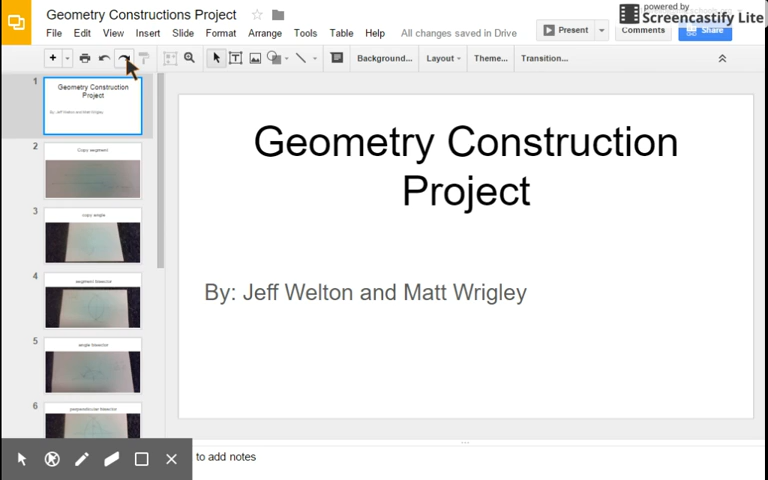 Geometry Constructions Project
powered by
Screencastify Lite
File Edit View Insert Slide Format Arrange Tools Table Help All changes saved in Drive
Present
Comments
Share
Background... Layout Theme... Transition...
1
Geometry Construction
Project
By: Jeff Welton and Matt Wrigley
2
Copy segment
3
copy angle
4
segment bisector
5
angle bisector
6
perpendicular bisector
Geometry Construction
Project
By: Jeff Welton and Matt Wrigley
to add notes